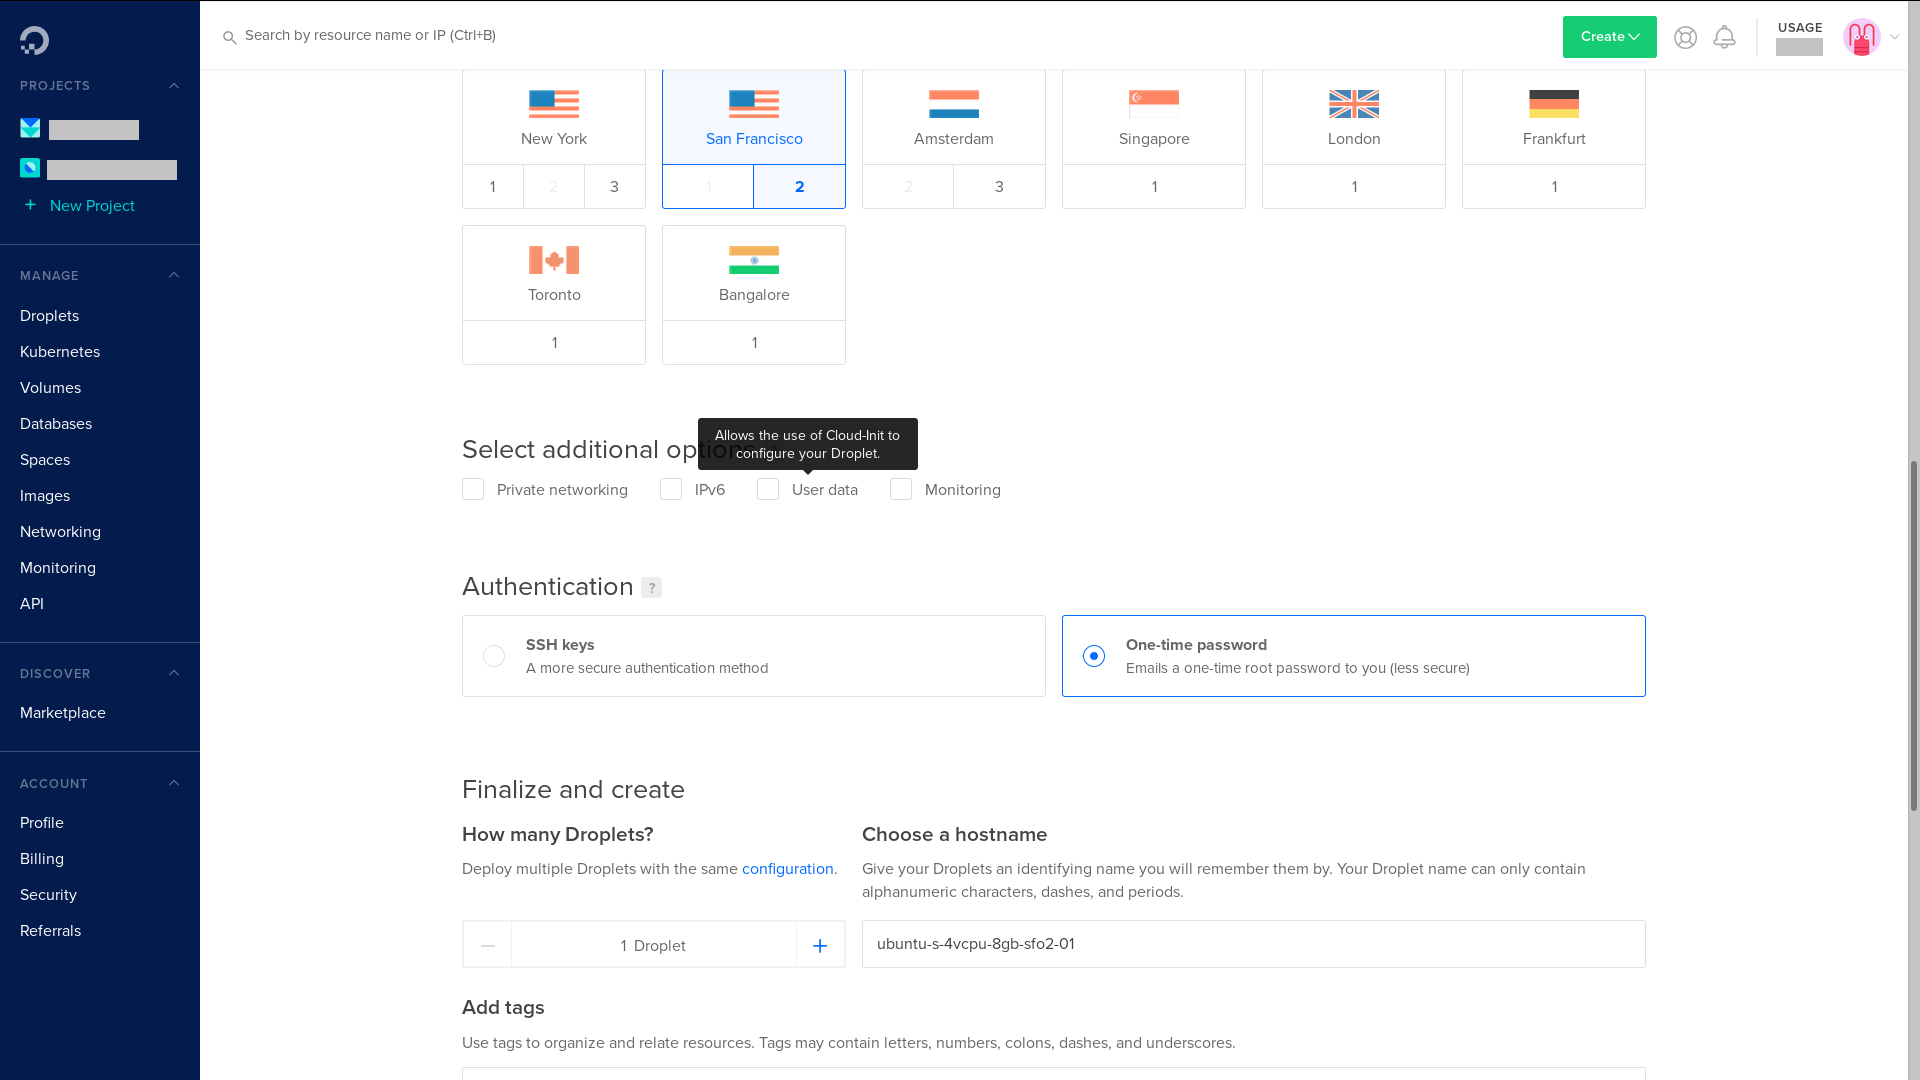 Search by resource name or IP (Ctrl+B)
Create
USAGE
PROJECTS
+ New Project
MANAGE
Droplets
Kubernetes
Volumes
Databases
Spaces
Images
Networking
Monitoring
API
DISCOVER
Marketplace
ACCOUNT
Profile
Billing
Security
Referrals
New York
1 2 3
San Francisco
1 2
Amsterdam
2 3
Singapore
1
London
1
Frankfurt
1
Toronto
1
Bangalore
1
Select additional options
Allows the use of Cloud-Init to
configure your Droplet.
Private networking
IPv6
User data
Monitoring
Authentication ?
SSH keys
A more secure authentication method
One-time password
Emails a one-time root password to you (less secure)
Finalize and create
How many Droplets?
Deploy multiple Droplets with the same configuration.
1 Droplet
Choose a hostname
Give your Droplets an identifying name you will remember them by. Your Droplet name can only contain
alphanumeric characters, dashes, and periods.
ubuntu-s-4vcpu-8gb-sfo2-01
Add tags
Use tags to organize and relate resources. Tags may contain letters, numbers, colons, dashes, and underscores.